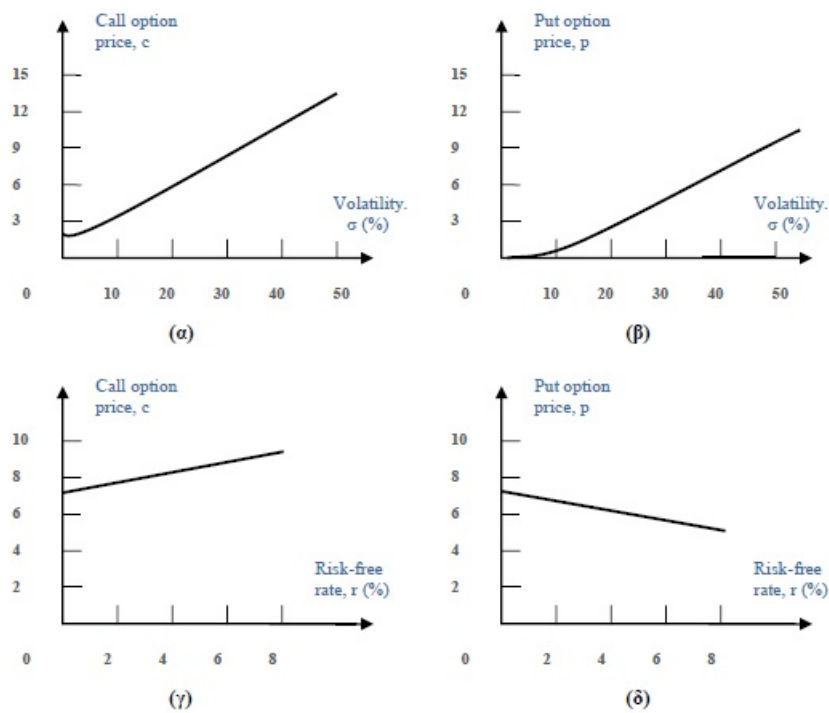 Call option
price, c
15
12
9
6
3
Volatility.
σ (%)
0 10 20 30 40 50
(α)
Put option
price, p
15
12
9
6
3
Volatility.
σ (%)
0 10 20 30 40 50
(β)
Call option
price, c
10
8
6
4
2
Risk-free
rate, r (%)
0 2 4 6 8
(γ)
Put option
price, p
10
8
6
4
2
Risk-free
rate, r (%)
0 2 4 6 8
(δ)